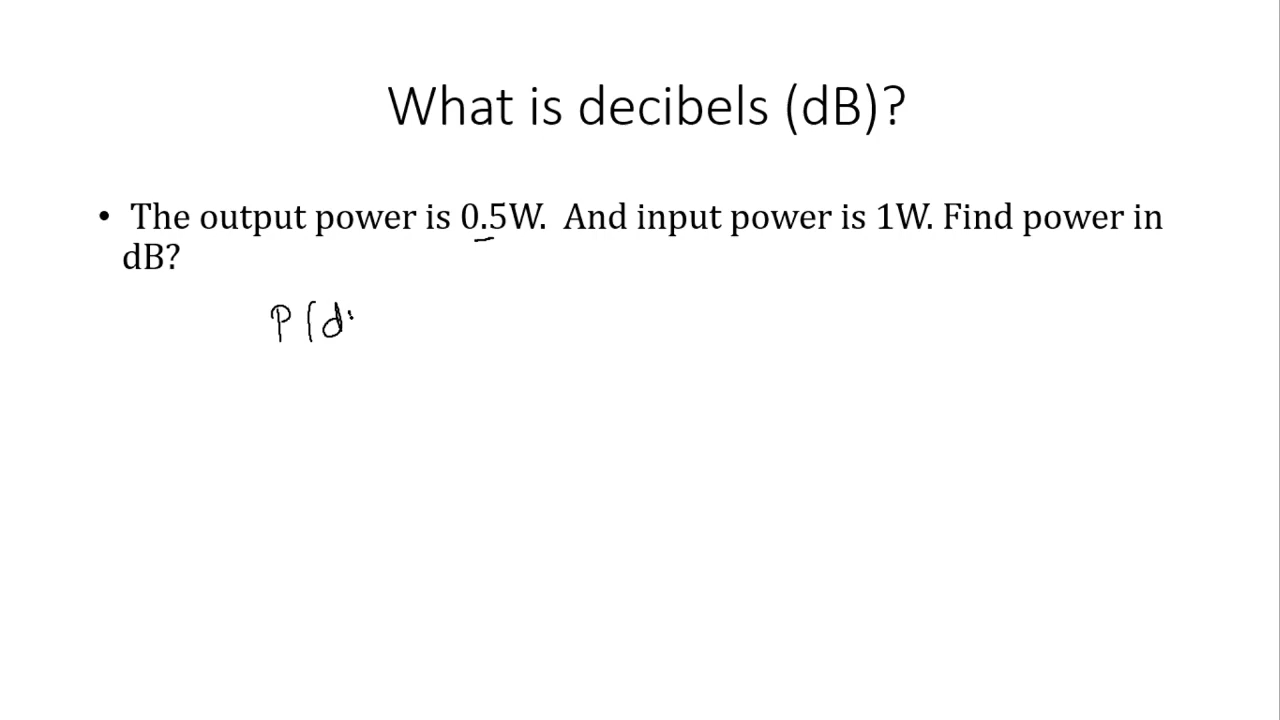 What is decibels (dB)?
• The output power is 0.5W. And input power is 1W. Find power in
dB?
P (d